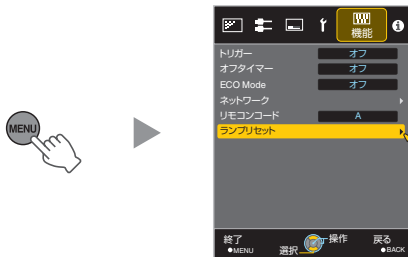 MENU
機能
トリガー オフ
オフタイマー オフ
ECO Mode オフ
ネットワーク
リモコンコード A
ランプリセット
終了
●MENU
選択
操作
戻る
●BACK